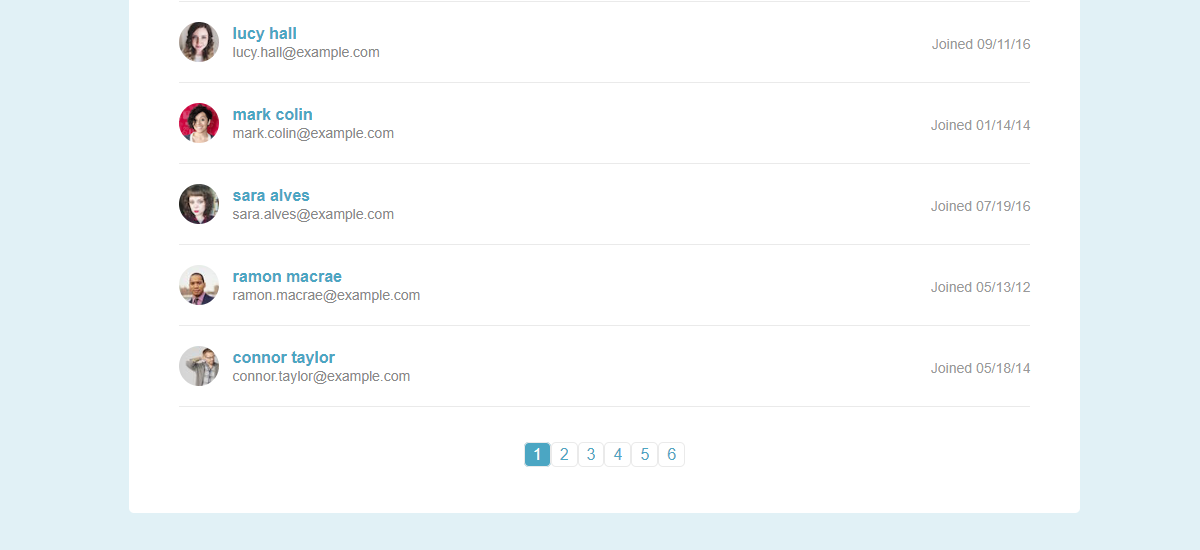 lucy hall
lucy.hall@example.com
Joined 09/11/16
mark colin
mark.colin@example.com
Joined 01/14/14
sara alves
sara.alves@example.com
Joined 07/19/16
ramon macrae
ramon.macrae@example.com
Joined 05/13/12
connor taylor
connor.taylor@example.com
Joined 05/18/14
1 2 3 4 5 6